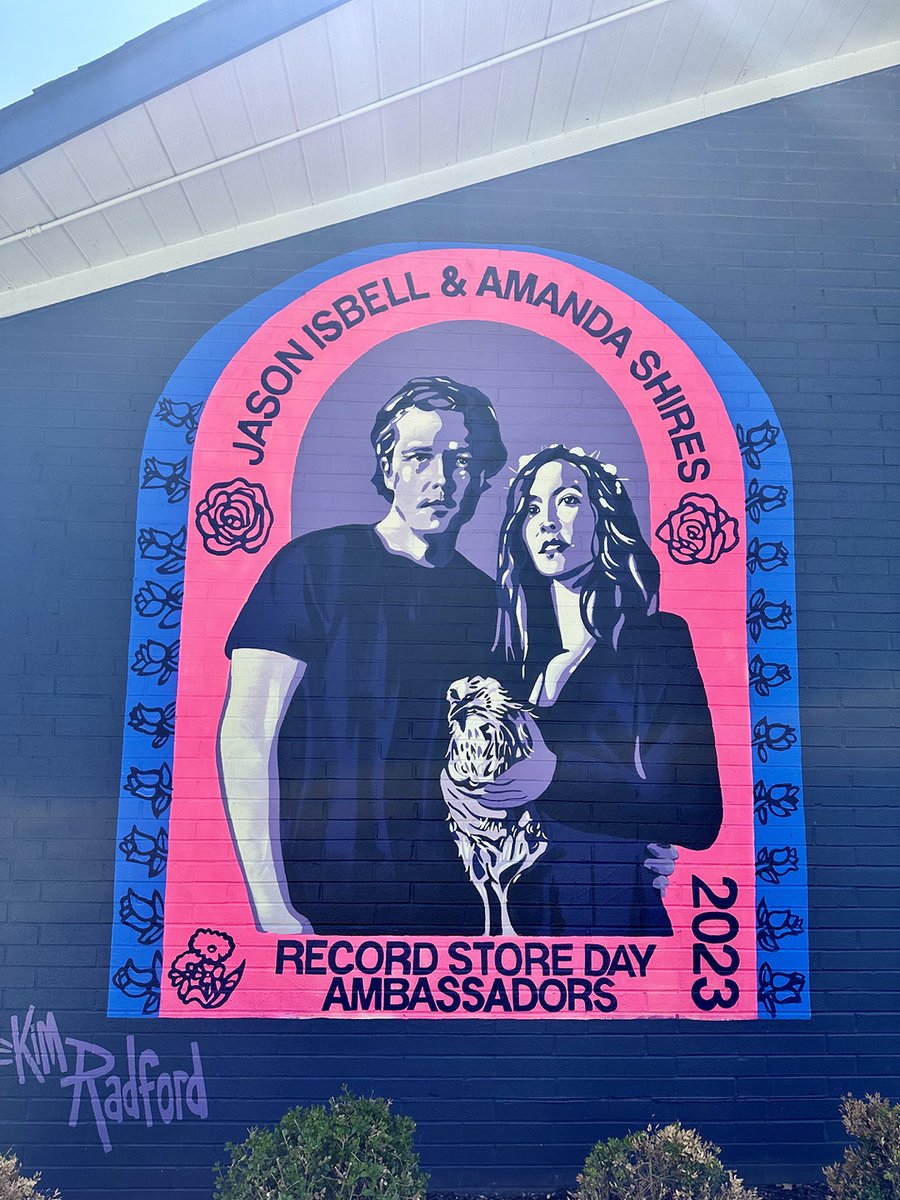 JASON ISBELL & AMANDA SHIRES
RECORD STORE DAY
AMBASSADORS
2023
Kim
Radford